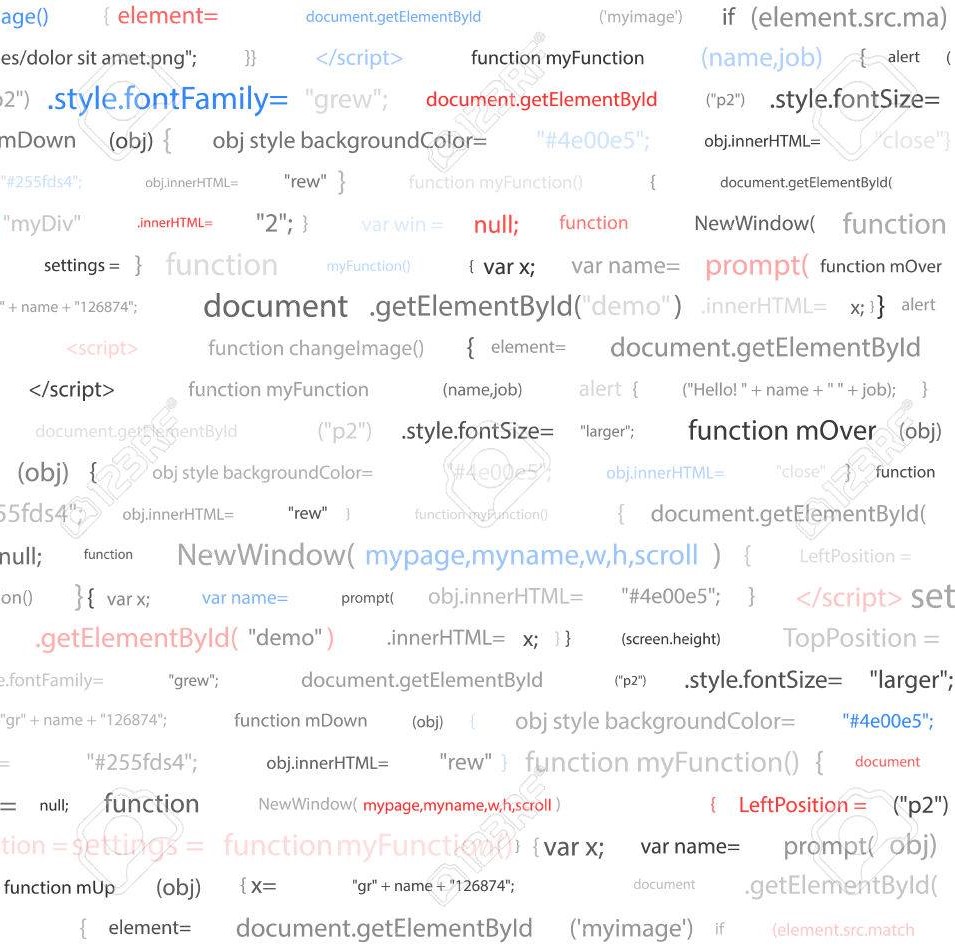 age() { element= document.getElementById ('myimage') if (element.src.ma)
es/dolor sit amet.png"; }} </script> function myFunction (name,job) { alert (
p2") .style.fontFamily= "grew"; document.getElementById ("p2") .style.fontSize=
mDown (obj) { obj style backgroundColor= "#4e00e5"; obj.innerHTML= "close"}
"#255fds4"; obj.innerHTML= "rew" } function myFunction() { document.getElementById(
"myDiv" .innerHTML= "2"; } var win = null; function NewWindow( function
settings = } function myFunction() { var x; var name= prompt( function mOver
" + name + "126874"; document .getElementById("demo") .innerHTML= x; }} alert
<script> function changeImage() { element= document.getElementById
</script> function myFunction (name,job) alert { ("Hello! " + name + " " + job); }
document.getElementById ("p2") .style.fontSize= "larger"; function mOver (obj)
(obj) { obj style backgroundColor= "#4e00e5"; obj.innerHTML= "close" } function
55fds4"; obj.innerHTML= "rew" } function myFunction() { document.getElementById(
null; function NewWindow( mypage,myname,w,h,scroll ) { LeftPosition =
on() }{ var x; var name= prompt( obj.innerHTML= "#4e00e5"; } </script> set
.getElementById( "demo") .innerHTML= x; }} (screen.height) TopPosition =
e.fontFamily= "grew"; document.getElementById ("p2") .style.fontSize= "larger";
"gr" + name + "126874"; function mDown (obj) { obj style backgroundColor= "#4e00e5";
= "#255fds4"; obj.innerHTML= "rew" } function myFunction() { document
= null; function NewWindow( mypage,myname,w,h,scroll ) { LeftPosition = ("p2")
tion = settings = function myFunction() } { var x; var name= prompt( obj)
function mUp (obj) { x= "gr" + name + "126874"; document .getElementById(
{ element= document.getElementById ('myimage') if (element.src.match
123RF
123RF
123RF
123RF
123RF